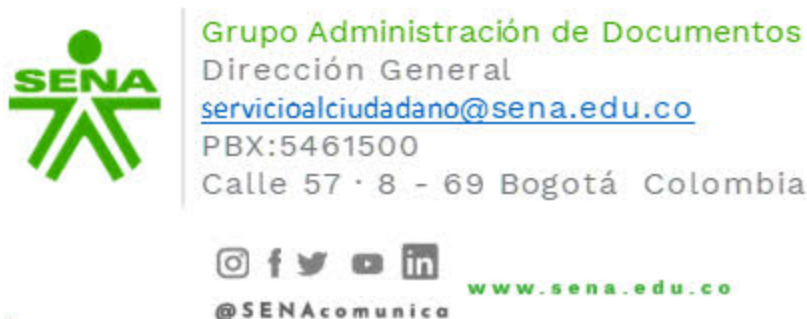 SENA
Grupo Administración de Documentos
Dirección General
servicioalciudadano@sena.edu.co
PBX:5461500
Calle 57 · 8 - 69 Bogotá Colombia
@SENAcomunica
www.sena.edu.co